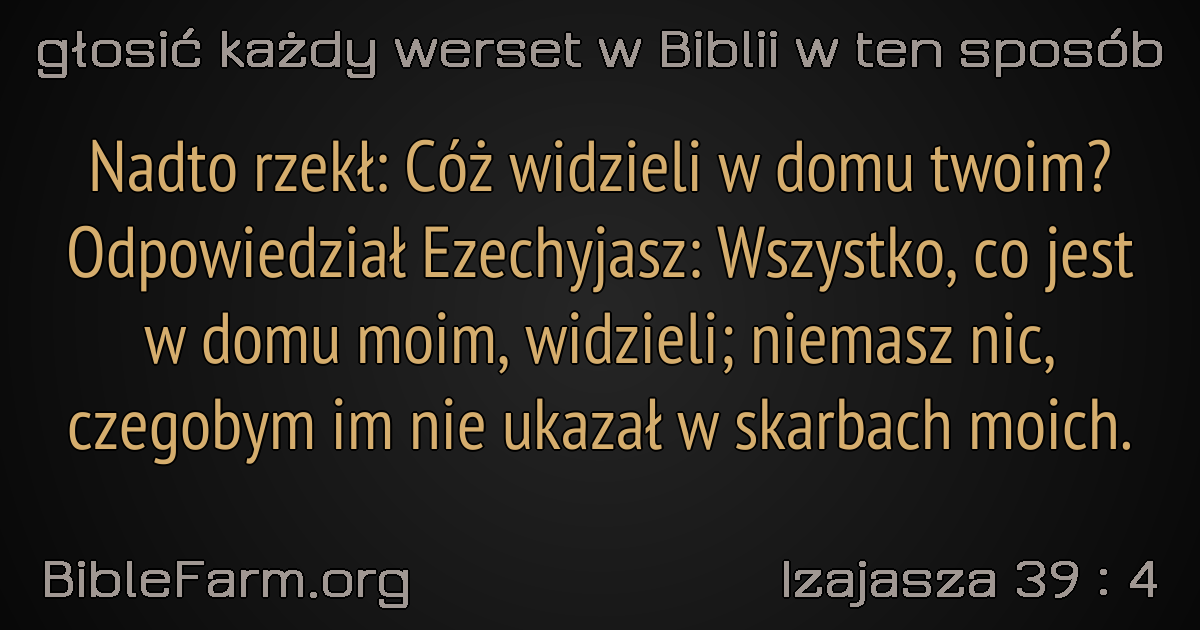 głosić każdy werset w Biblii w ten sposób
Nadto rzekł: Cóż widzieli w domu twoim?
Odpowiedział Ezechyjasz: Wszystko, co jest
w domu moim, widzieli; niemasz nic,
czegobym im nie ukazał w skarbach moich.
BibleFarm.org
Izajasza 39 : 4